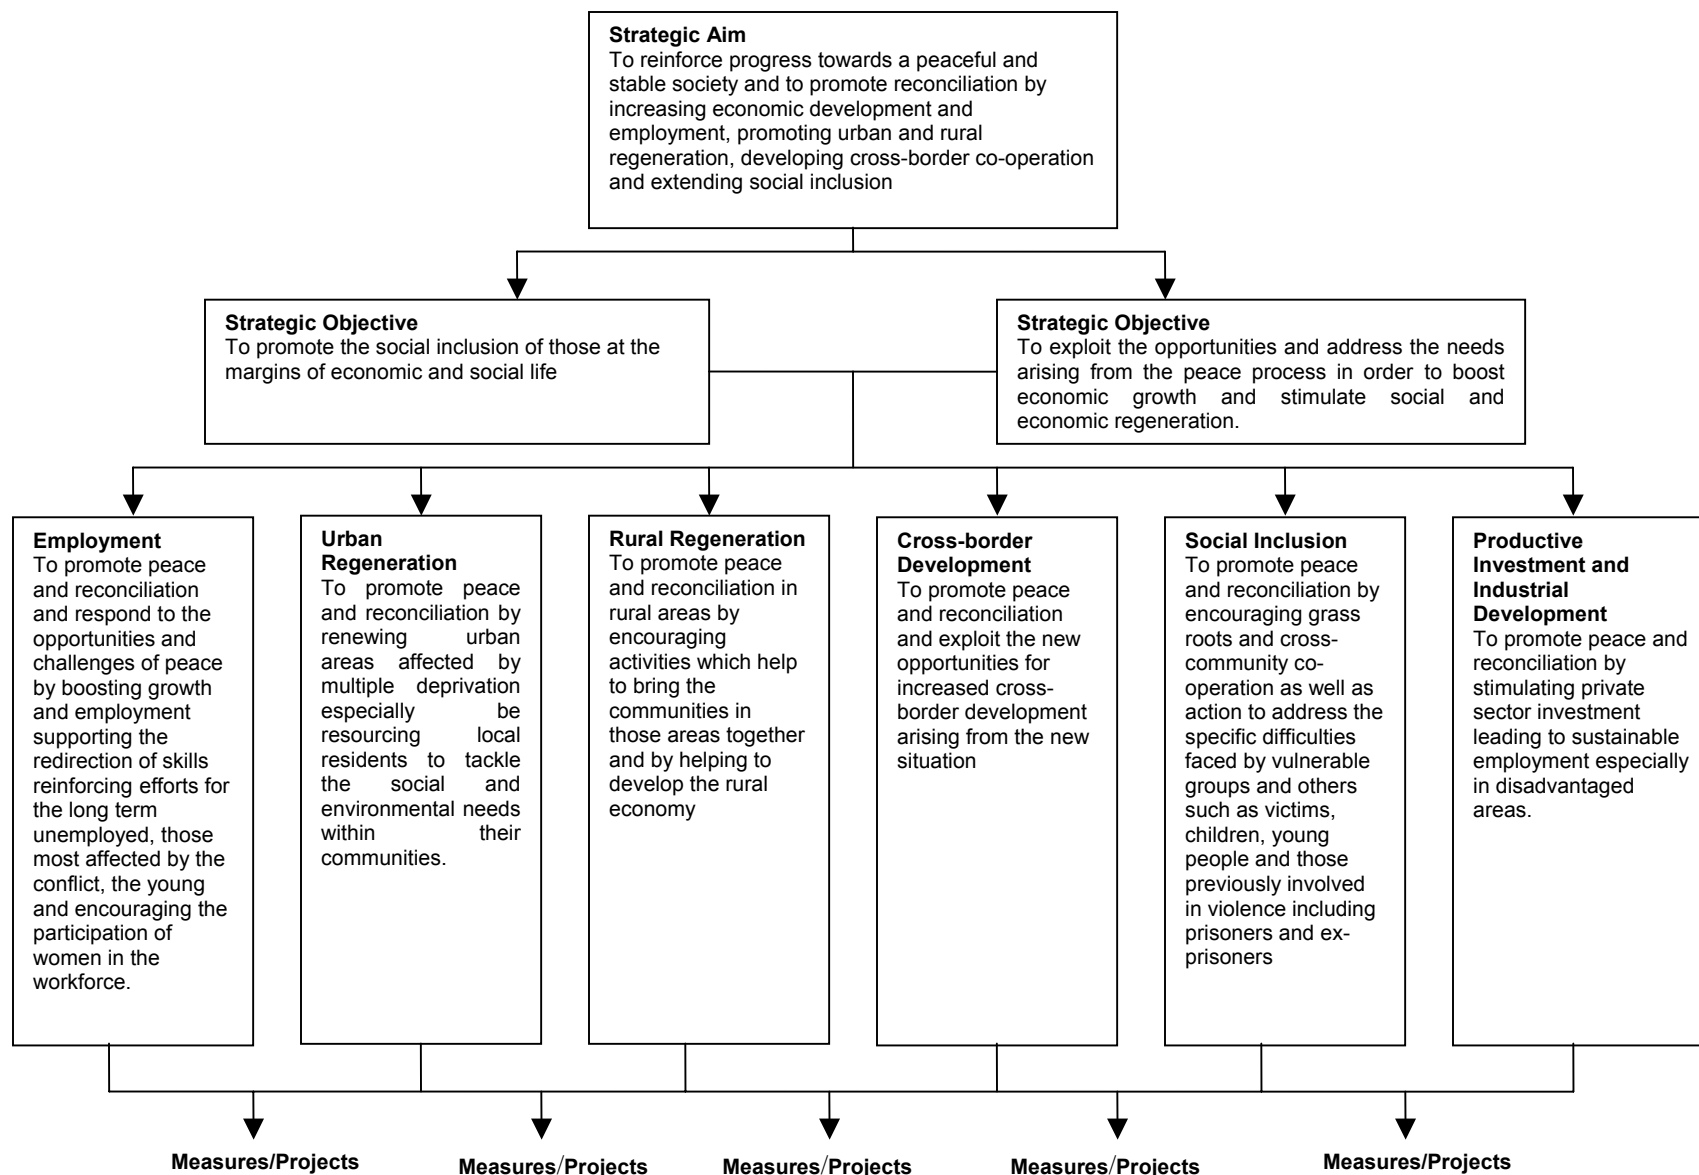 Strategic Aim
To reinforce progress towards a peaceful and
stable society and to promote reconciliation by
increasing economic development and
employment, promoting urban and rural
regeneration, developing cross-border co-operation
and extending social inclusion
Strategic Objective
To promote the social inclusion of those at the
margins of economic and social life
Strategic Objective
To exploit the opportunities and address the needs
arising from the peace process in order to boost
economic growth and stimulate social and
economic regeneration.
Employment
To promote peace
and reconciliation
and respond to the
opportunities and
challenges of peace
by boosting growth
and employment
supporting the
redirection of skills
reinforcing efforts for
the long term
unemployed, those
most affected by the
conflict, the young
and encouraging the
participation of
women in the
workforce.
Urban
Regeneration
To promote peace
and reconciliation by
renewing urban
areas affected by
multiple deprivation
especially be
resourcing local
residents to tackle
the social and
environmental needs
within their
communities.
Rural Regeneration
To promote peace
and reconciliation in
rural areas by
encouraging
activities which help
to bring the
communities in
those areas together
and by helping to
develop the rural
economy
Cross-border
Development
To promote peace
and reconciliation
and exploit the new
opportunities for
increased cross-
border development
arising from the new
situation
Social Inclusion
To promote peace
and reconciliation by
encouraging grass
roots and cross-
community co-
operation as well as
action to address the
specific difficulties
faced by vulnerable
groups and others
such as victims,
children, young
people and those
previously involved
in violence including
prisoners and ex-
prisoners
Productive
Investment and
Industrial
Development
To promote peace and
reconciliation by
stimulating private
sector investment
leading to sustainable
employment especially
in disadvantaged
areas.
Measures/Projects
Measures/Projects
Measures/Projects
Measures/Projects
Measures/Projects